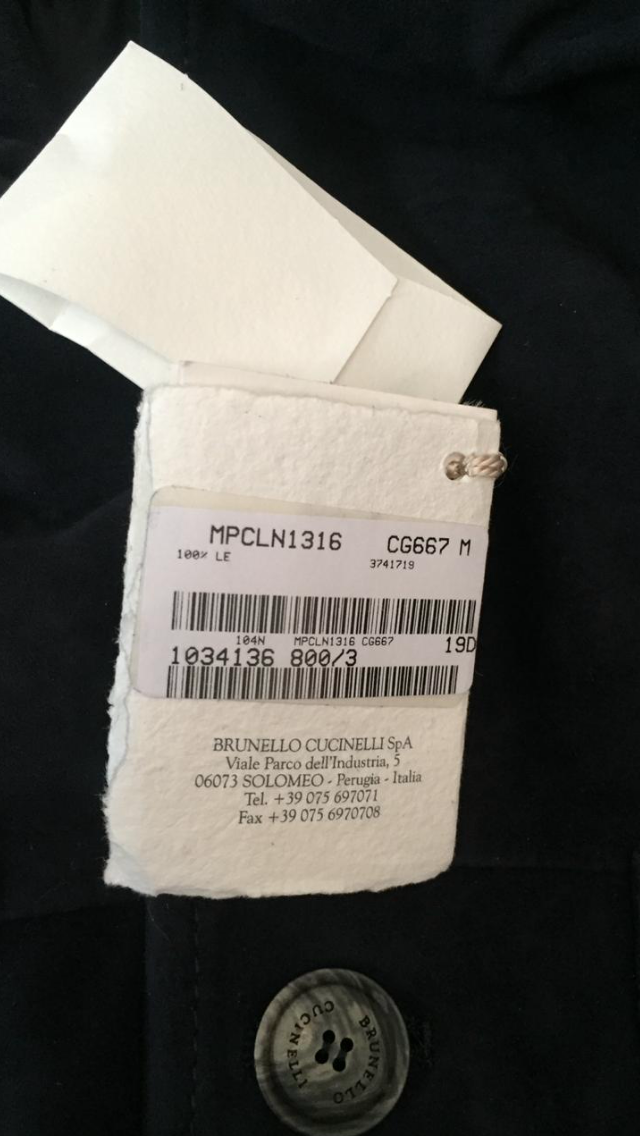 MPCLN1316 CG667 M
100% LE 3741719
104N MPCLN1316 CG667 19D
1034136 800/3
BRUNELLO CUCINELLI SpA
Viale Parco dell'Industria, 5
06073 SOLOMEO - Perugia - Italia
Tel. +39 075 697071
Fax +39 075 6970708
BRUNELLO CUCINELLI